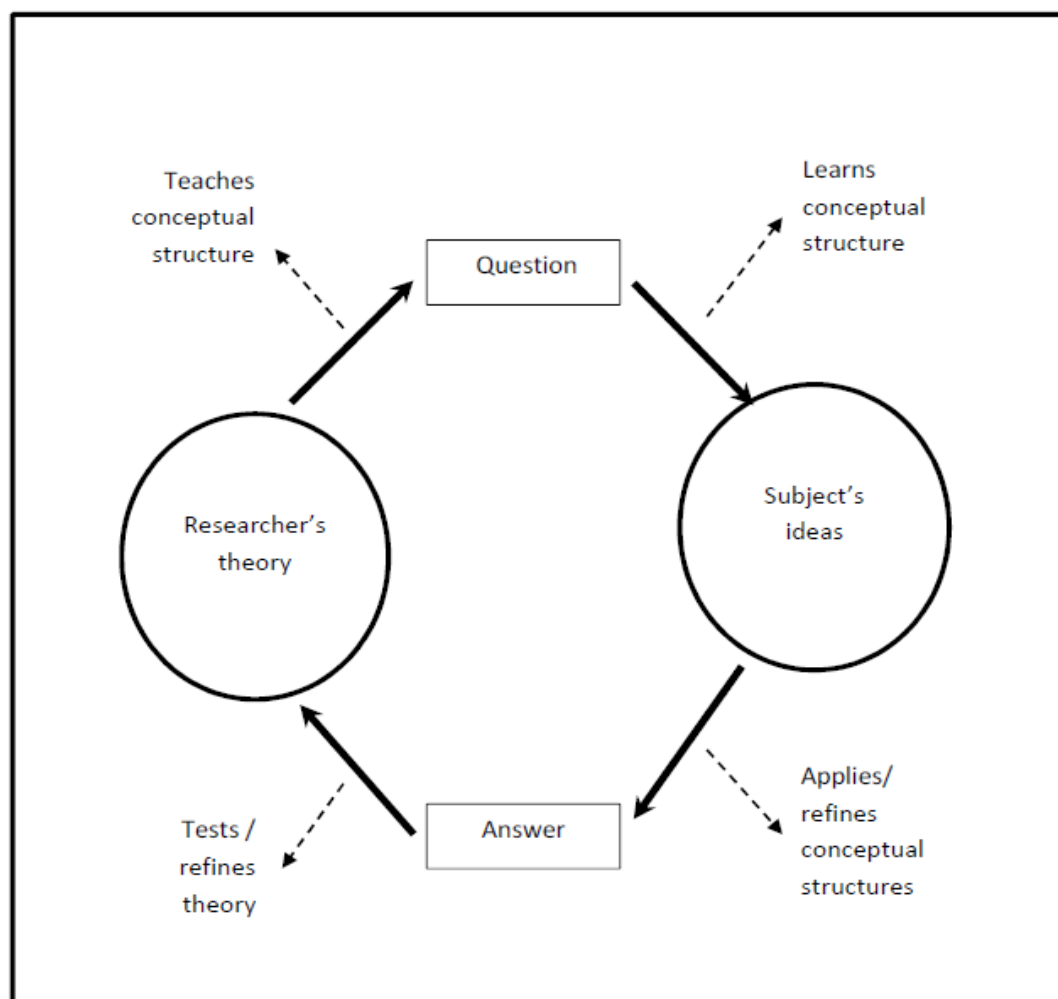 Teaches
conceptual
structure
Learns
conceptual
structure
Question
Researcher’s
theory
Subject’s
ideas
Tests /
refines
theory
Answer
Applies/
refines
conceptual
structures